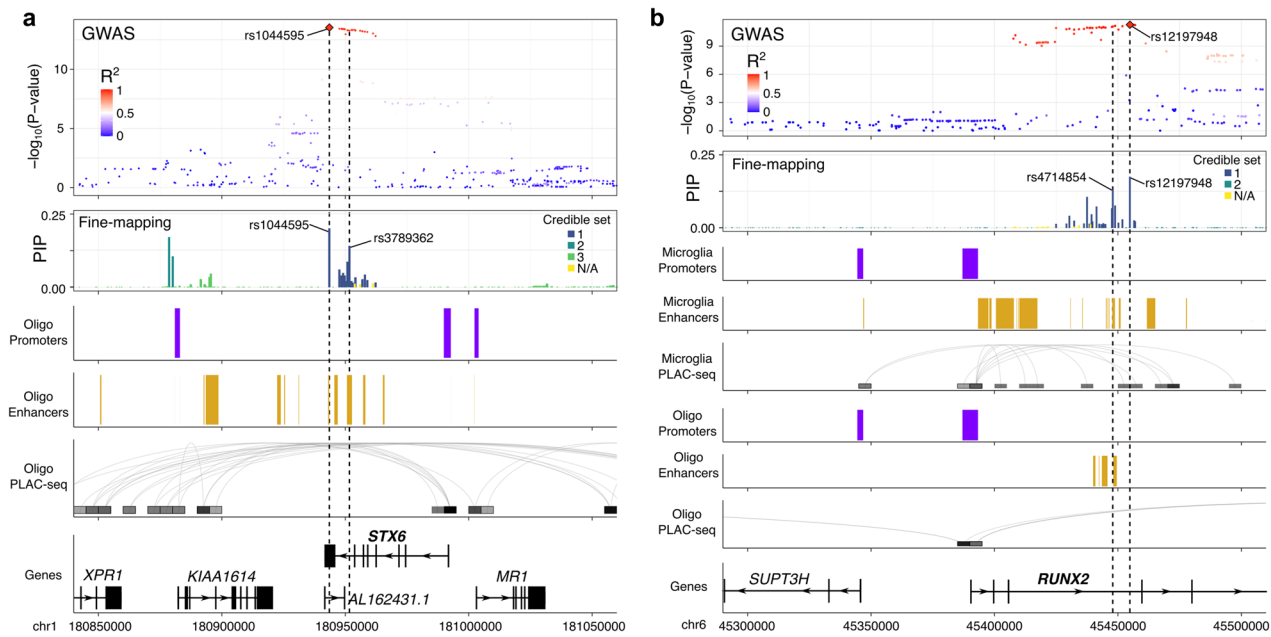 a
GWAS
rs1044595
R²
1
0.5
0
−log₁₀(P−value)
10
5
0
Fine-mapping
rs1044595
rs3789362
Credible set
1
2
3
N/A
PIP
0.25
0.00
Oligo
Promoters
Oligo
Enhancers
Oligo
PLAC-seq
Genes
STX6
XPR1
KIAA1614
AL162431.1
MR1
chr1
180850000
180900000
180950000
181000000
181050000
b
GWAS
rs12197948
R²
1
0.5
0
−log₁₀(P−value)
9
6
3
0
Fine-mapping
rs4714854
rs12197948
Credible set
1
2
N/A
PIP
0.25
0.00
Microglia
Promoters
Microglia
Enhancers
Microglia
PLAC-seq
Oligo
Promoters
Oligo
Enhancers
Oligo
PLAC-seq
Genes
SUPT3H
RUNX2
chr6
45300000
45350000
45400000
45450000
45500000